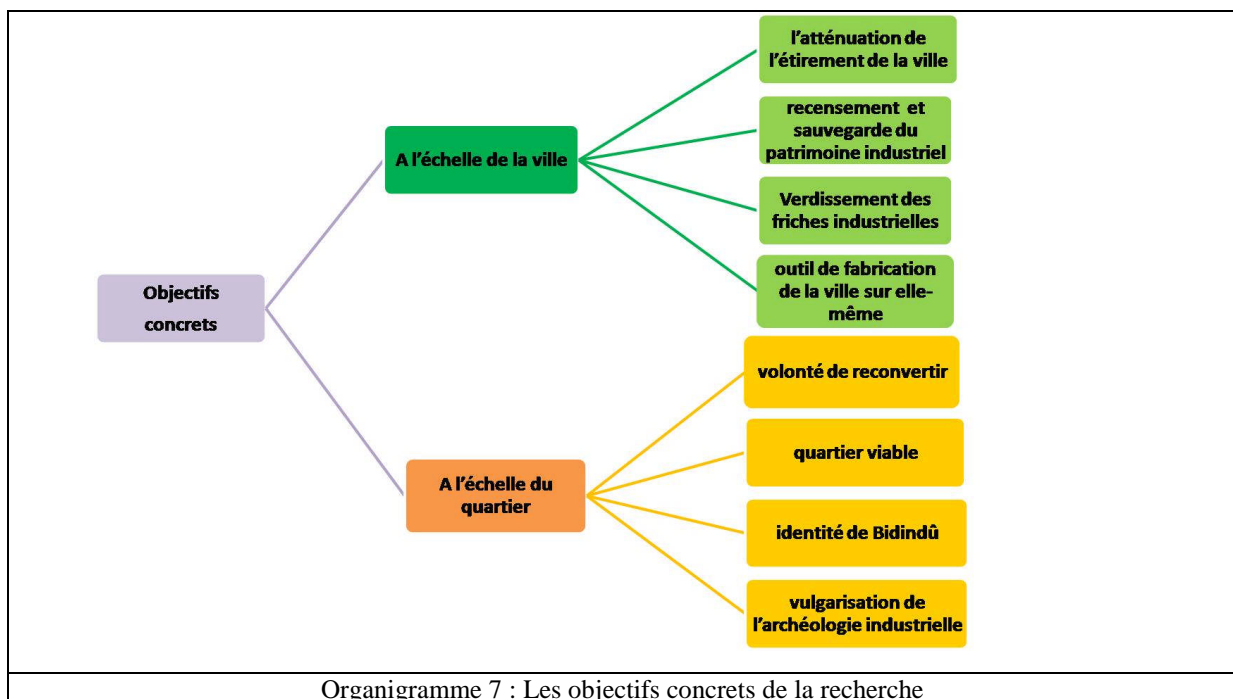 Objectifs
concrets
A l'échelle de la ville
l'atténuation de
l'étirement de la ville
recensement et
sauvegarde du
patrimoine industriel
Verdissement des
friches industrielles
outil de fabrication
de la ville sur elle-
même
A l'échelle du
quartier
volonté de reconvertir
quartier viable
identité de Bidindû
vulgarisation de
l'archéologie industrielle
Organigramme 7 : Les objectifs concrets de la recherche